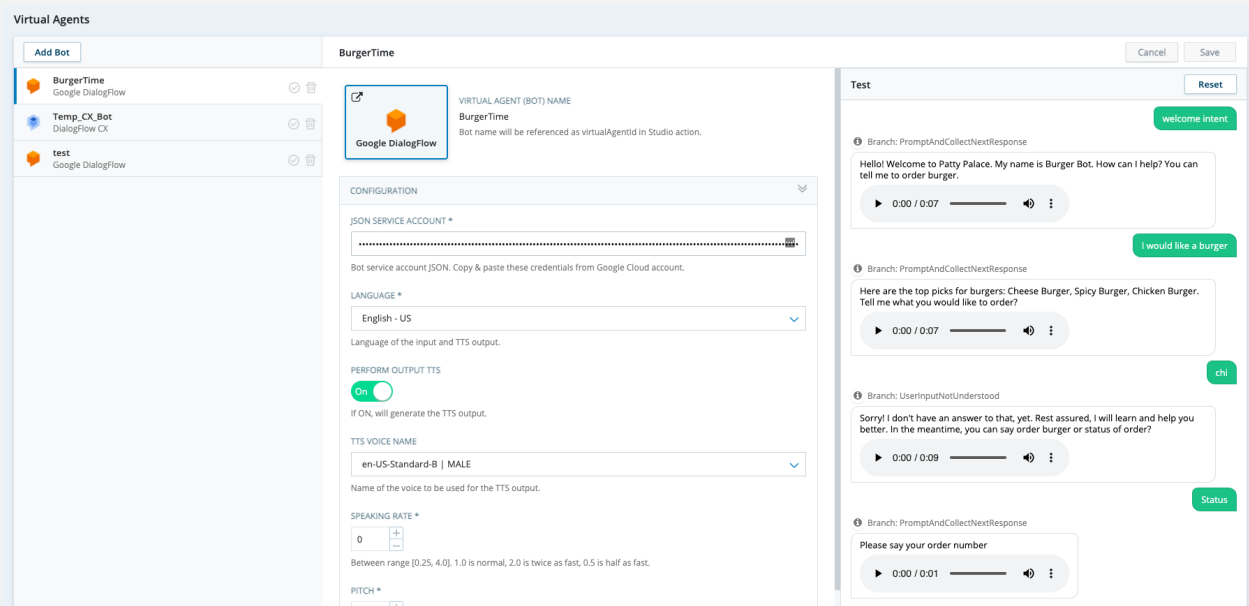 Virtual Agents
Add Bot
BurgerTime
Google DialogFlow
Temp_CX_Bot
DialogFlow CX
test
Google DialogFlow
BurgerTime
Cancel
Save
Google DialogFlow
VIRTUAL AGENT (BOT) NAME
BurgerTime
Bot name will be referenced as virtualAgentId in Studio action.
CONFIGURATION
JSON SERVICE ACCOUNT *
Bot service account JSON. Copy & paste these credentials from Google Cloud account.
LANGUAGE *
English - US
Language of the input and TTS output.
PERFORM OUTPUT TTS
On
If ON, will generate the TTS output.
TTS VOICE NAME
en-US-Standard-B | MALE
Name of the voice to be used for the TTS output.
SPEAKING RATE *
0
Between range [0.25, 4.0]. 1.0 is normal, 2.0 is twice as fast, 0.5 is half as fast.
PITCH *
Test
Reset
welcome intent
Branch: PromptAndCollectNextResponse
Hello! Welcome to Patty Palace. My name is Burger Bot. How can I help? You can
tell me to order burger.
0:00 / 0:07
I would like a burger
Branch: PromptAndCollectNextResponse
Here are the top picks for burgers: Cheese Burger, Spicy Burger, Chicken Burger.
Tell me what you would like to order?
0:00 / 0:07
chi
Branch: UserInputNotUnderstood
Sorry! I don't have an answer to that, yet. Rest assured, I will learn and help you
better. In the meantime, you can say order burger or status of order?
0:00 / 0:09
Status
Branch: PromptAndCollectNextResponse
Please say your order number
0:00 / 0:01